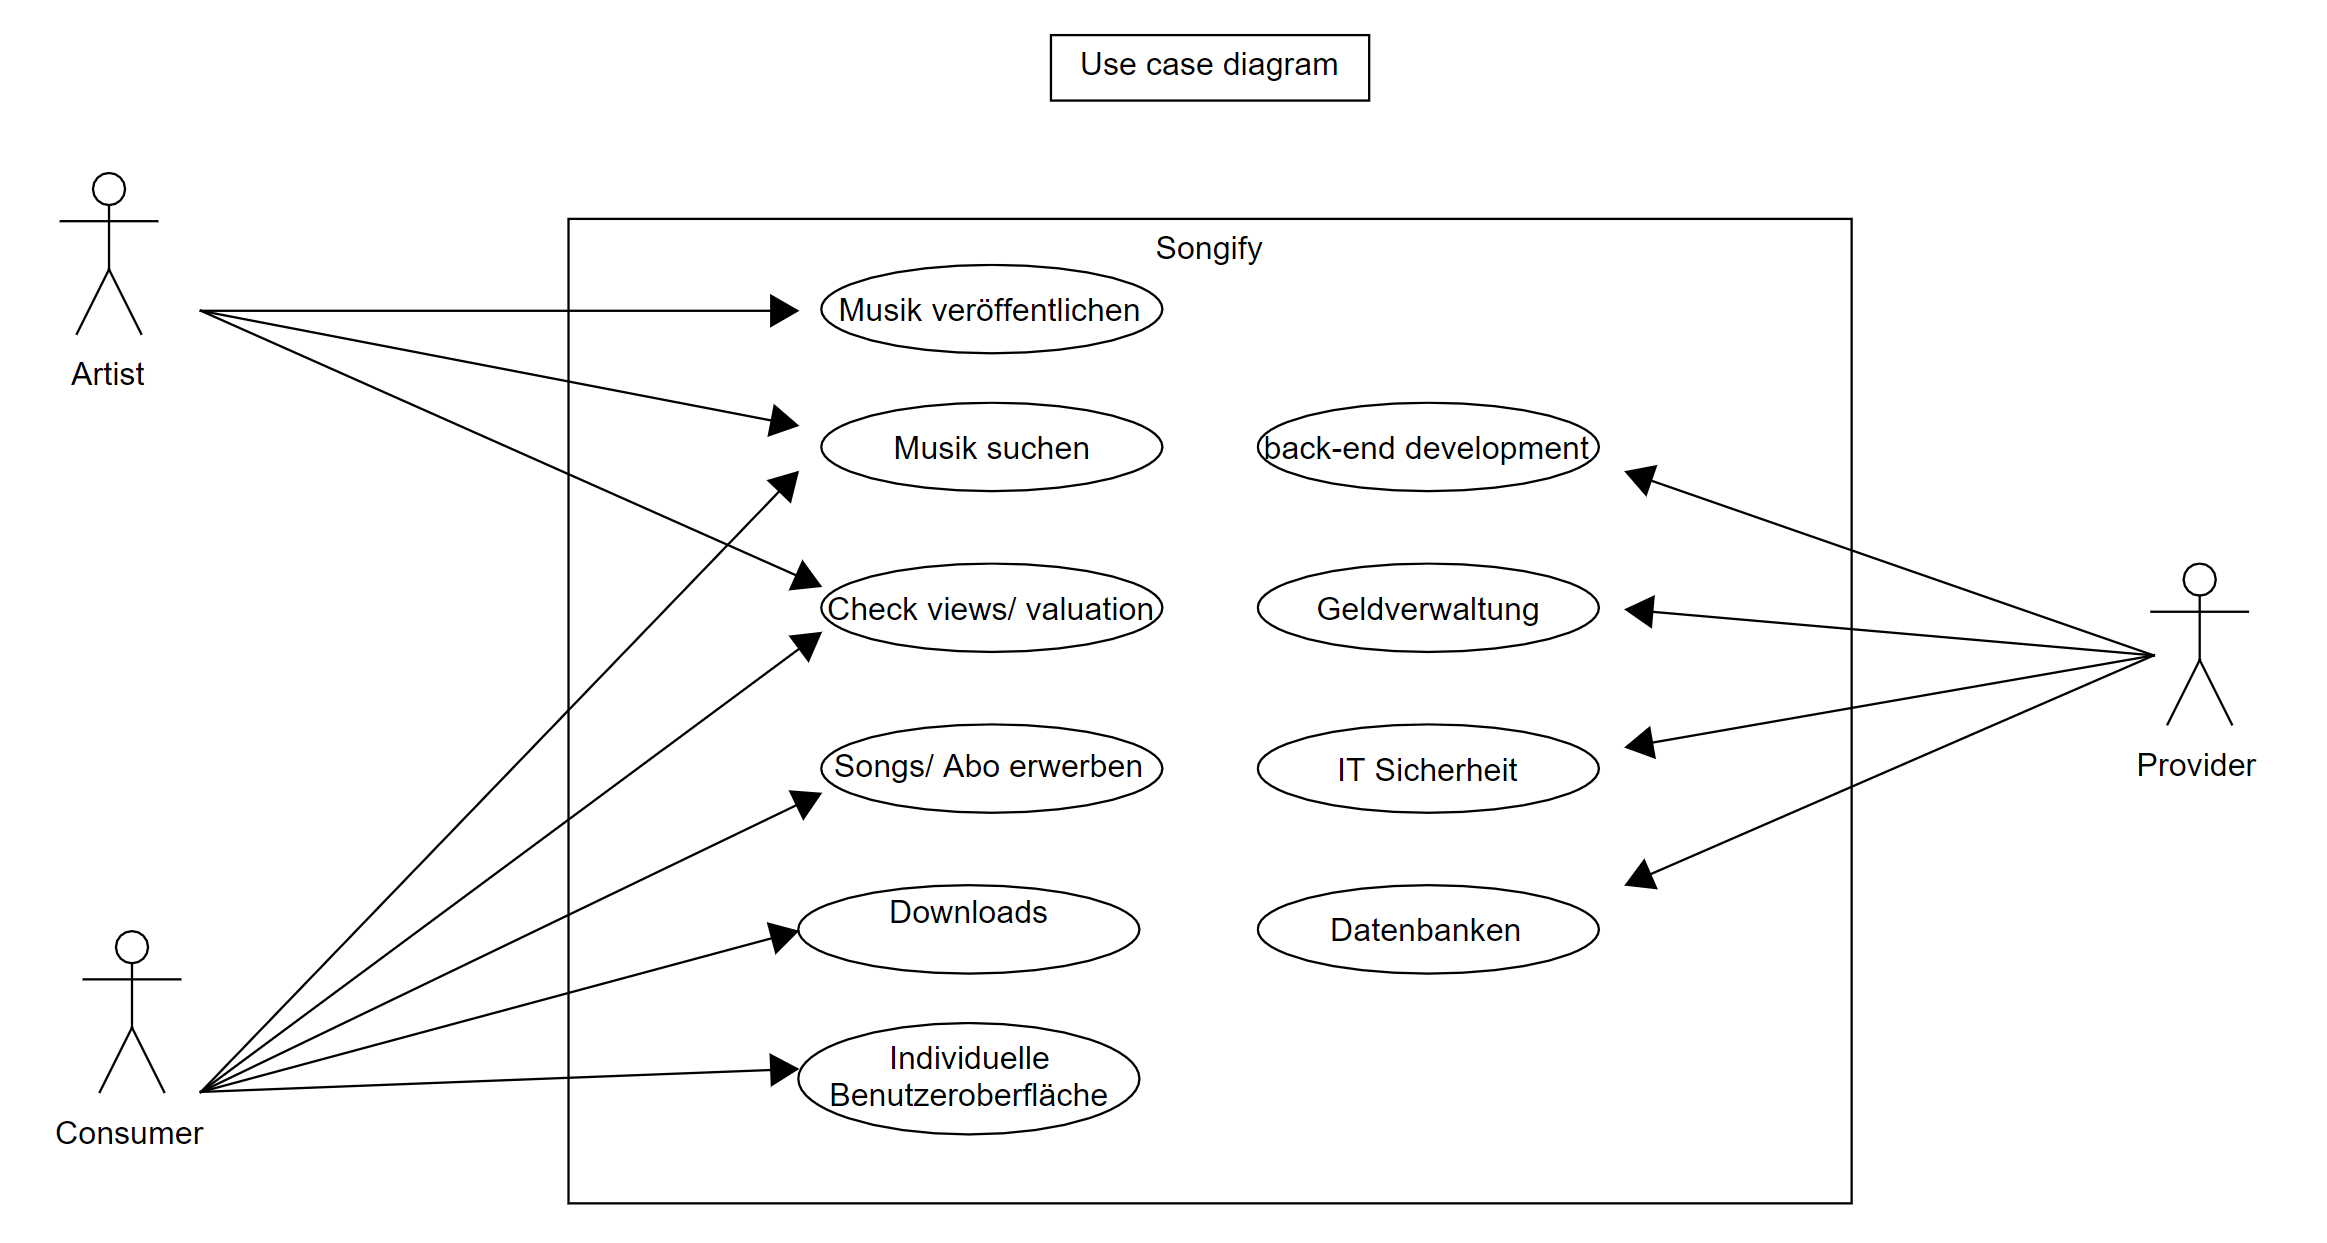 Use case diagram
Artist
Songify
Musik veröffentlichen
Musik suchen
back-end development
Check views/ valuation
Geldverwaltung
Songs/ Abo erwerben
IT Sicherheit
Provider
Downloads
Datenbanken
Individuelle
Benutzeroberfläche
Consumer